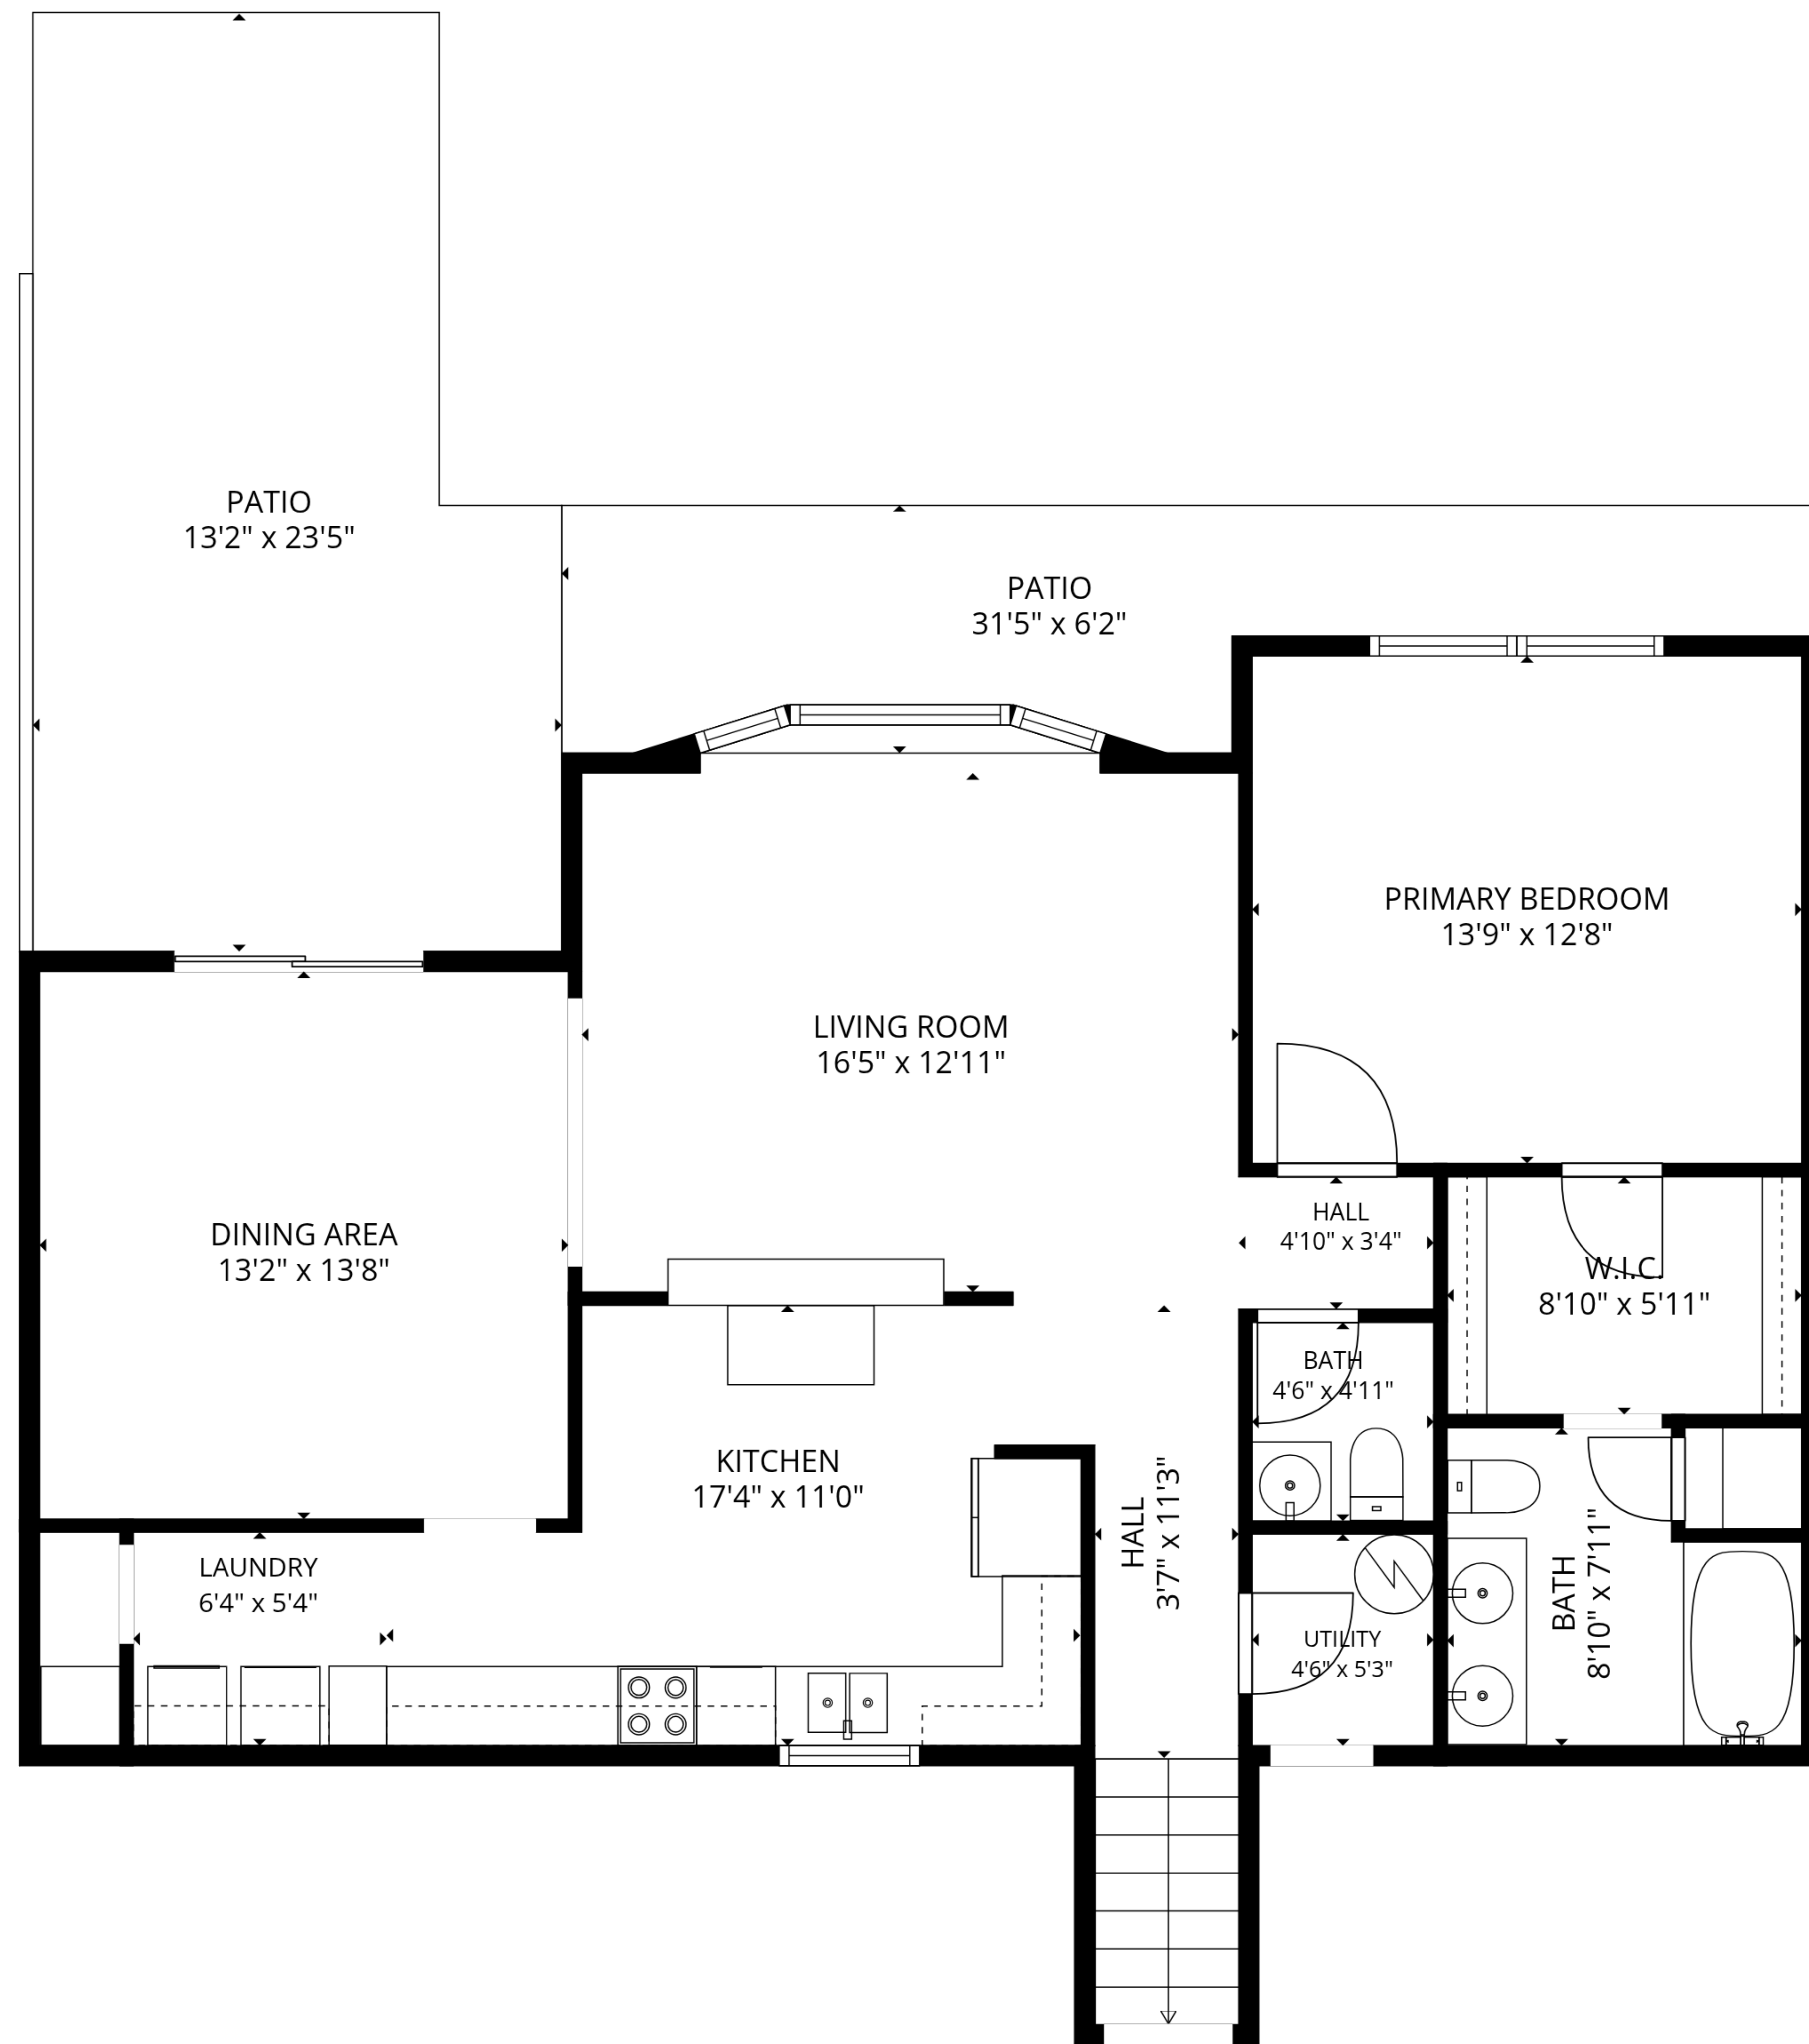 PATIO
13'2" x 23'5"
PATIO
31'5" x 6'2"
PRIMARY BEDROOM
13'9" x 12'8"
LIVING ROOM
16'5" x 12'11"
DINING AREA
13'2" x 13'8"
HALL
4'10" x 3'4"
W.I.C.
8'10" x 5'11"
BATH
4'6" x 4'11"
KITCHEN
17'4" x 11'0"
HALL
3'7" x 11'3"
LAUNDRY
6'4" x 5'4"
BATH
8'10" x 7'11"
UTILITY
4'6" x 5'3"